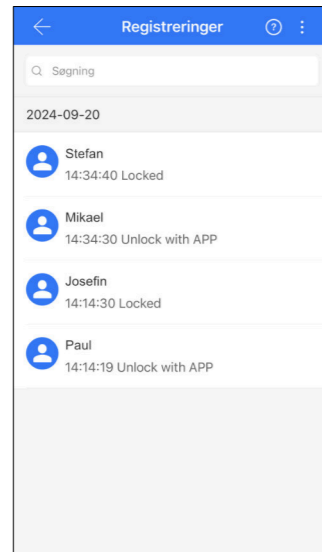 Registreringer
Søgning
2024-09-20
Stefan
14:34:40 Locked
Mikael
14:34:30 Unlock with APP
Josefin
14:14:30 Locked
Paul
14:14:19 Unlock with APP